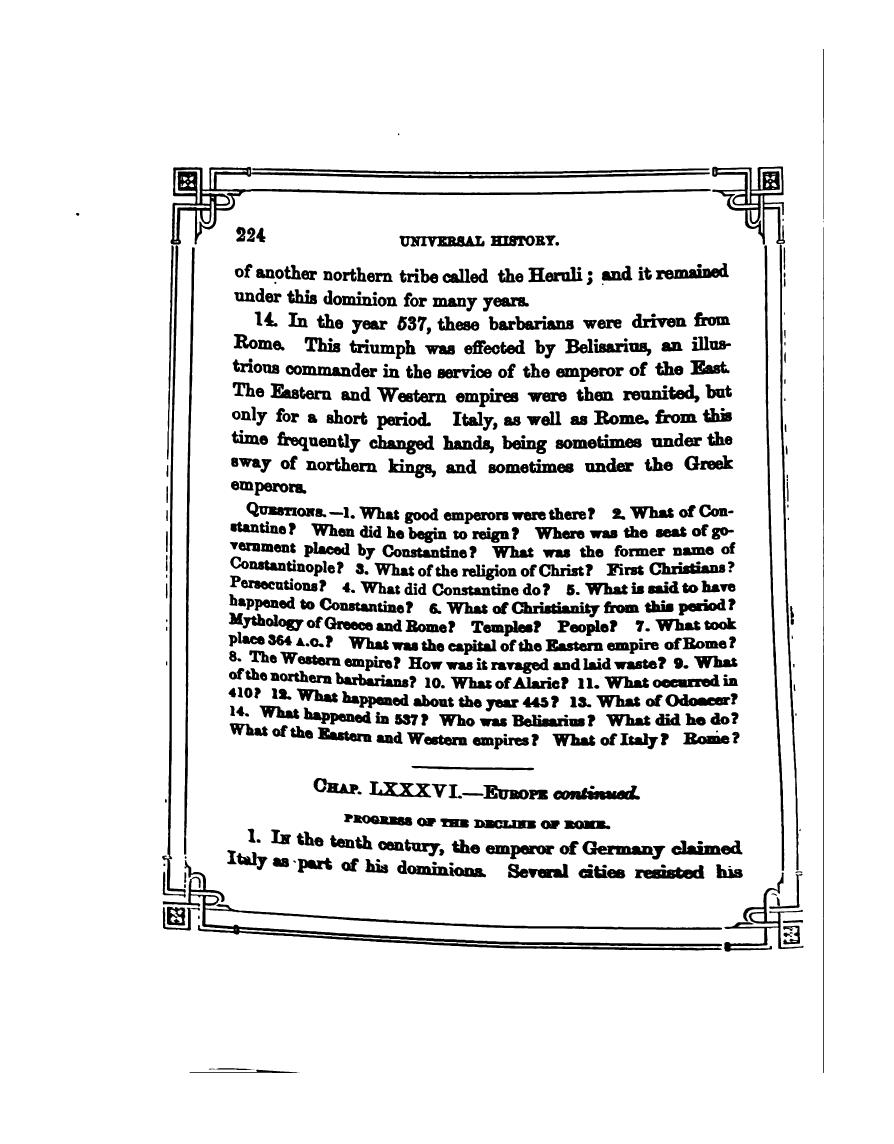 224
UNIVERSAL HISTORY.
of another northern tribe called the Heruli; and it remained
under this dominion for many years.
14. In the year 537, these barbarians were driven from
Rome. This triumph was effected by Belisarius, an illus-
trious commander in the service of the emperor of the East.
The Eastern and Western empires were then reunited, but
only for a short period. Italy, as well as Rome, from this
time frequently changed hands, being sometimes under the
sway of northern kings, and sometimes under the Greek
emperors.
QUESTIONS.—1. What good emperors were there? 2. What of Con-
stantine? When did he begin to reign? Where was the seat of go-
vernment placed by Constantine? What was the former name of
Constantinople? 3. What of the religion of Christ? First Christians?
Persecutions? 4. What did Constantine do? 5. What is said to have
happened to Constantine? 6. What of Christianity from this period?
Mythology of Greece and Rome? Temples? People? 7. What took
place 364 A.C.? What was the capital of the Eastern empire of Rome?
8. The Western empire? How was it ravaged and laid waste? 9. What
of the northern barbarians? 10. What of Alaric? 11. What occurred in
410? 12. What happened about the year 445? 13. What of Odoacer?
14. What happened in 537? Who was Belisarius? What did he do?
What of the Eastern and Western empires? What of Italy? Rome?
CHAP. LXXXVI.—EUROPE continued.
PROGRESS OF THE DECLINE OF ROME.
1. IN the tenth century, the emperor of Germany claimed
Italy as part of his dominions. Several cities resisted his